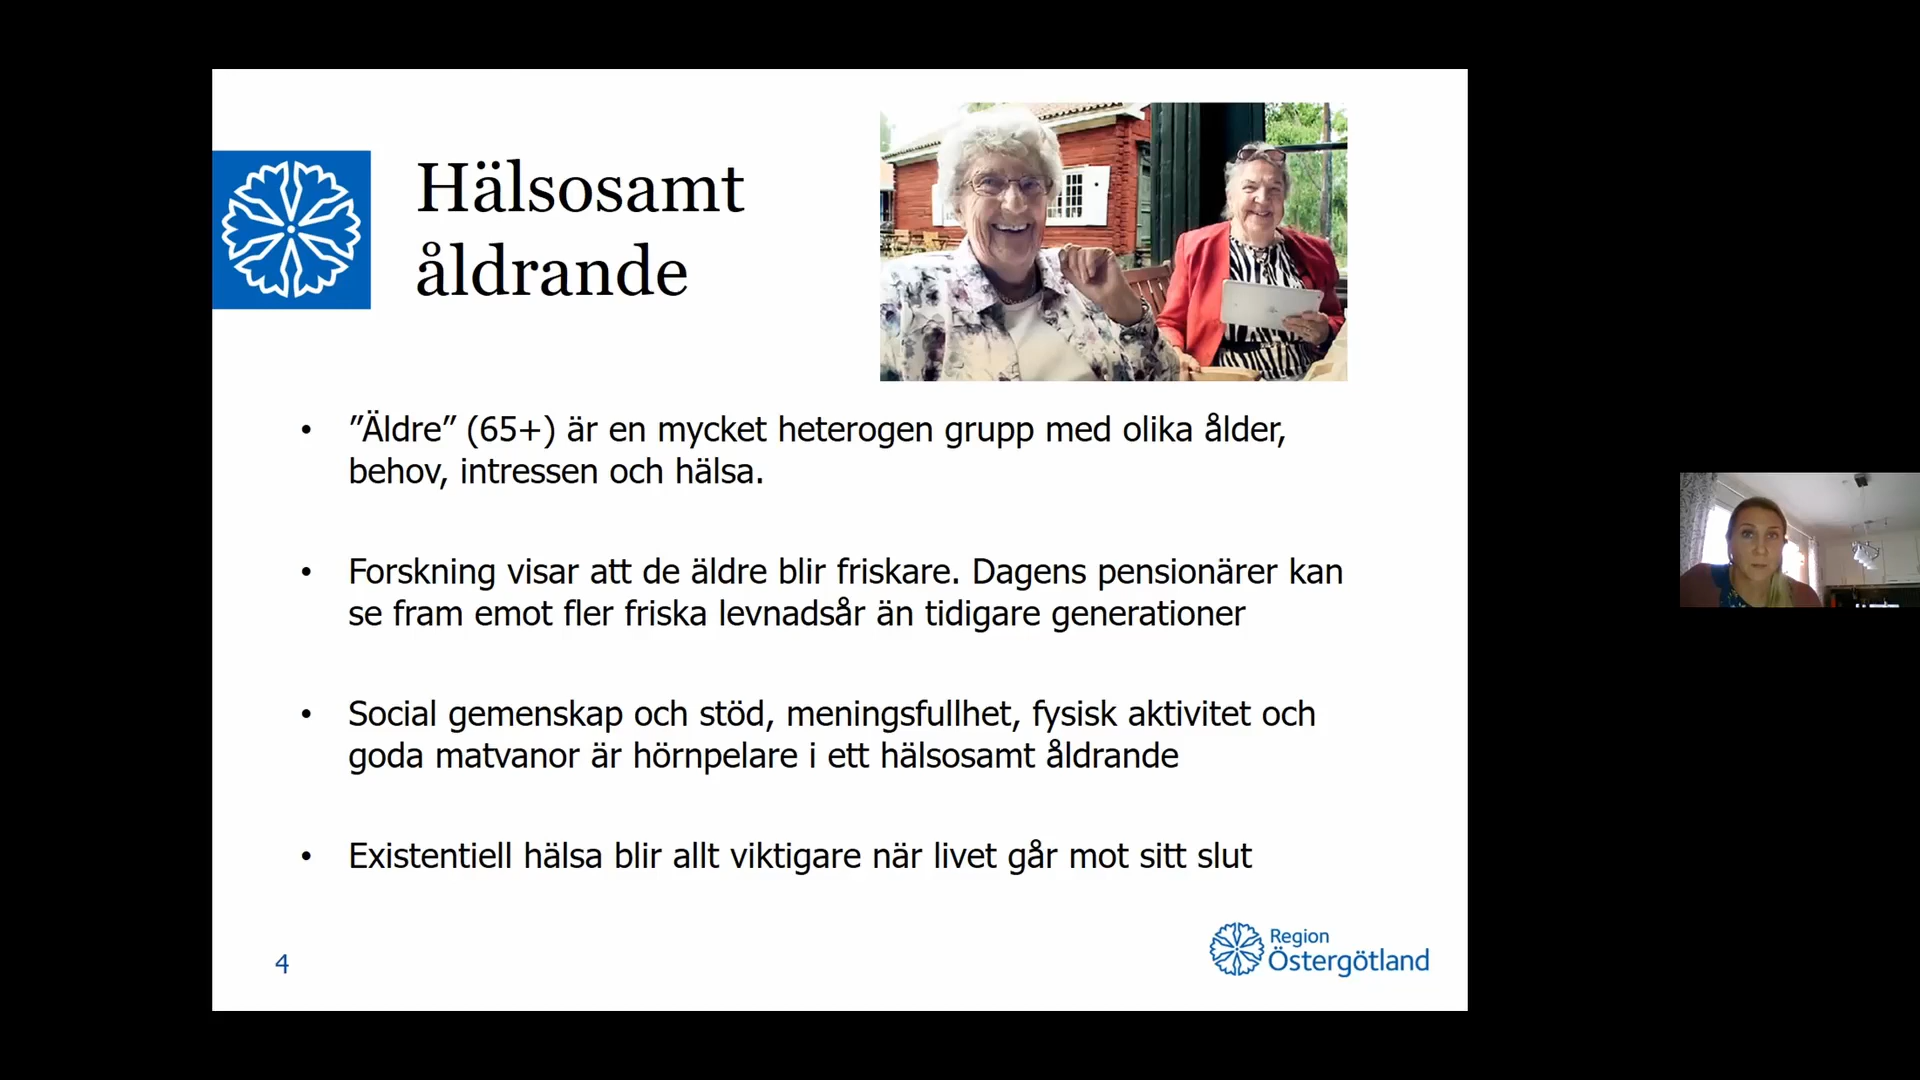 Hälsosamt
åldrande
• ”Äldre” (65+) är en mycket heterogen grupp med olika ålder,
behov, intressen och hälsa.
• Forskning visar att de äldre blir friskare. Dagens pensionärer kan
se fram emot fler friska levnadsår än tidigare generationer
• Social gemenskap och stöd, meningsfullhet, fysisk aktivitet och
goda matvanor är hörnpelare i ett hälsosamt åldrande
• Existentiell hälsa blir allt viktigare när livet går mot sitt slut
4
Region
Östergötland